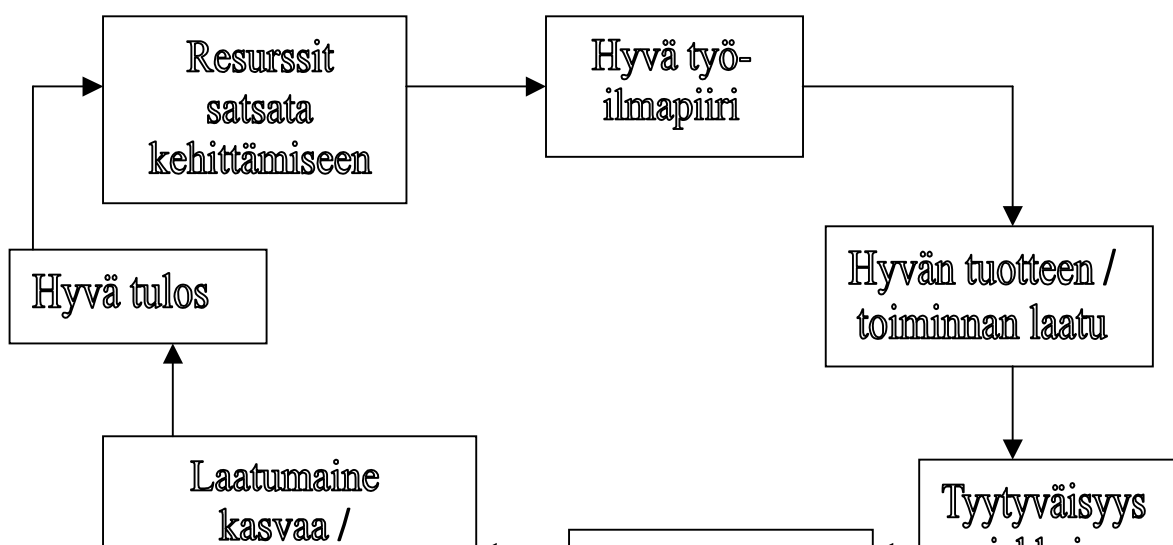 Resurssit
satsata
kehittämiseen
Hyvä työ-
ilmapiiri
Hyvän tuotteen /
toiminnan laatu
Hyvä tulos
Laatumaine
kasvaa /
Tyytyväisyys